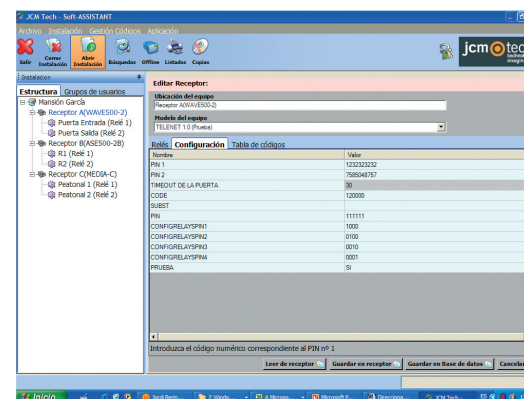 JCM Tech - Soft-ASSISTANT
Archivo Instalación Gestión Códigos Aplicación
Salir
Cerrar Instalación
Abrir Instalación
Búsquedas
Offline
Listados
Copias
jcm tec
Instalacion
Estructura Grupos de usuarios
Mansión García
Receptor A(WAVE500-2)
Puerta Entrada (Relé 1)
Puerta Salida (Relé 2)
Receptor B(ASE500-2B)
R1 (Relé 1)
R2 (Relé 2)
Receptor C(MEDIA-C)
Peatonal 1 (Relé 1)
Peatonal 2 (Relé 2)
Editar Receptor:
Ubicación del equipo
Receptor A(WAVE500-2)
Modelo del equipo
TELENET 1.0 (Prueba)
Relés Configuración Tabla de códigos
Nombre Valor
PIN 1 1232323232
PIN 2 7585048757
TIMEOUT DE LA PUERTA 30
CODE 120000
SUBST
PIN 111111
CONFIGRELAYSPIN1 1000
CONFIGRELAYSPIN2 0100
CONFIGRELAYSPIN3 0010
CONFIGRELAYSPIN4 0001
PRUEBA SI
Introduzca el código numérico correspondiente al PIN nº 1
Leer de receptor Guardar en receptor Guardar en Base de datos Cancela
Inicio